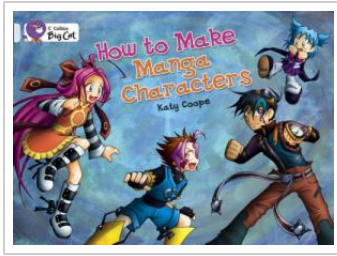 Collins
Big Cat
How to Make
Manga
Characters
Katy Coope